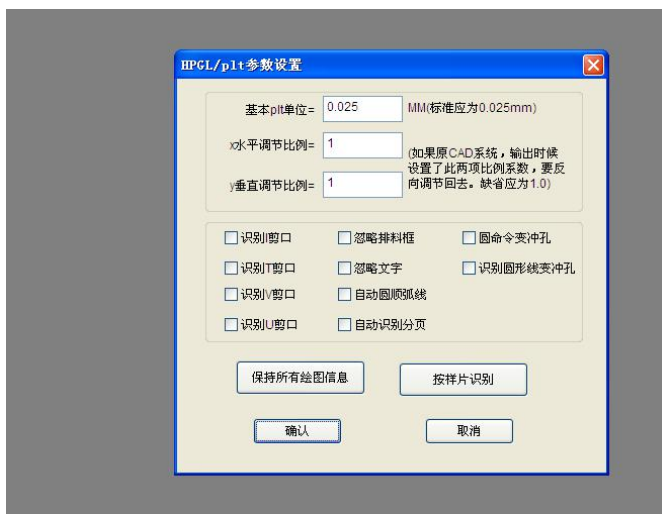 HPGL/plt参数设置
基本plt单位= 0.025 MM(标准应为0.025mm)
x水平调节比例= 1
(如果原CAD系统，输出时候
设置了此两项比例系数，要反
向调节回去。缺省应为1.0)
y垂直调节比例= 1
识别I剪口 忽略排料框 圆命令变冲孔
识别T剪口 忽略文字 识别圆形线变冲孔
识别V剪口 自动圆顺弧线
识别U剪口 自动识别分页
保持所有绘图信息 按样片识别
确认 取消